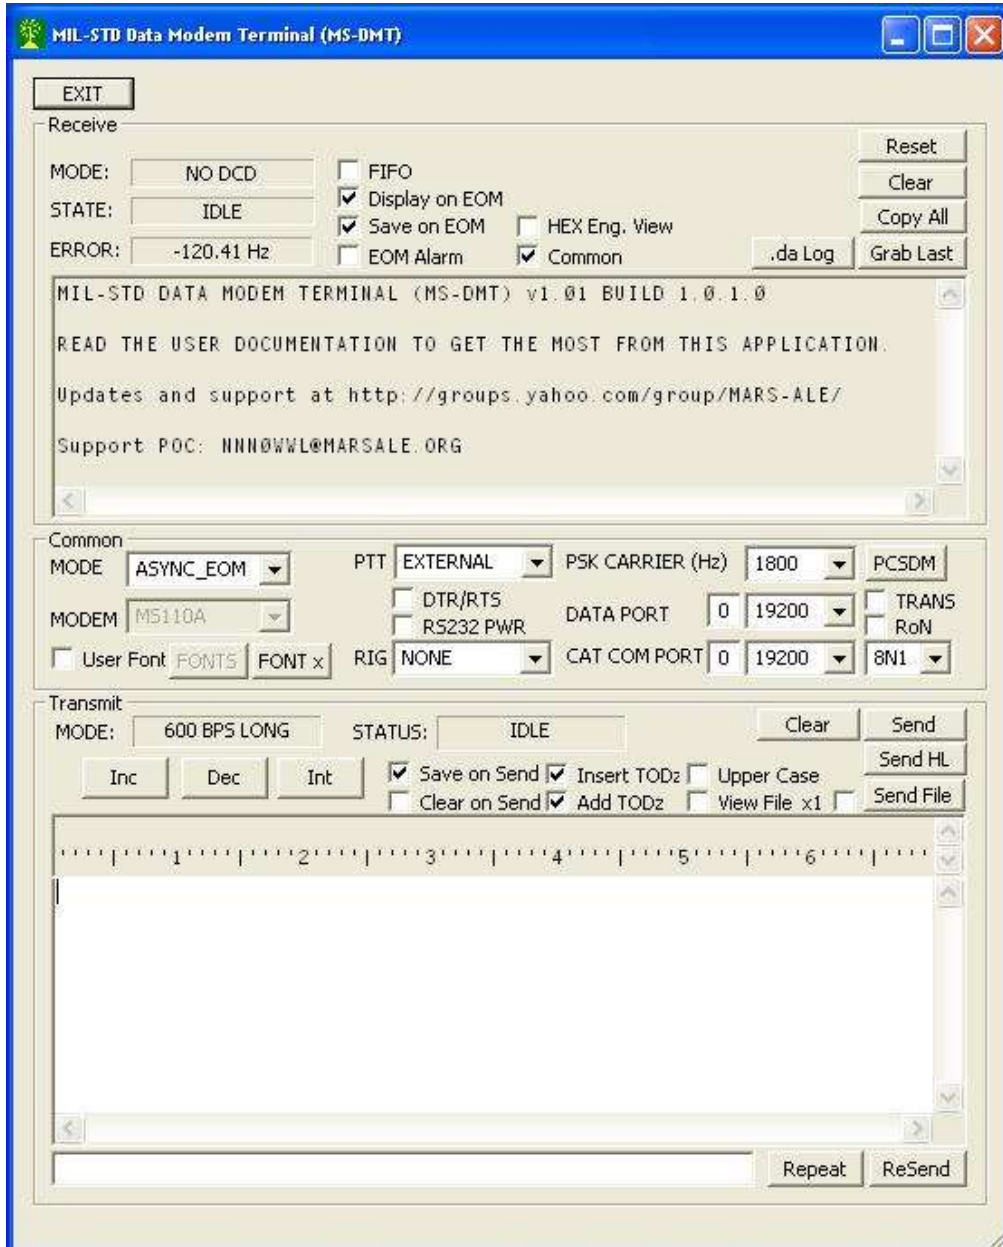 MIL-STD Data Modem Terminal (MS-DMT)
EXIT
Receive
MODE: NO DCD
STATE: IDLE
ERROR: -120.41 Hz
FIFO
Display on EOM
Save on EOM
EOM Alarm
HEX Eng. View
Common
Reset
Clear
Copy All
.da Log
Grab Last
MIL-STD DATA MODEM TERMINAL (MS-DMT) v1.01 BUILD 1.0.1.0
READ THE USER DOCUMENTATION TO GET THE MOST FROM THIS APPLICATION.
Updates and support at http://groups.yahoo.com/group/MARS-ALE/
Support POC: NNN0WWL@MARSALE.ORG
Common
MODE ASYNC_EOM
PTT EXTERNAL
PSK CARRIER (Hz) 1800
PCSDM
MODEM MS110A
DTR/RTS
RS232 PWR
DATA PORT 0 19200
TRANS
RoN
User Font FONTS FONT x
RIG NONE
CAT COM PORT 0 19200 8N1
Transmit
MODE: 600 BPS LONG
STATUS: IDLE
Clear
Send
Send HL
Send File
Inc
Dec
Int
Save on Send
Insert TODz
Upper Case
Clear on Send
Add TODz
View File x1
''''|''''1''''|''''2''''|''''3''''|''''4''''|''''5''''|''''6''''|''''
Repeat
ReSend